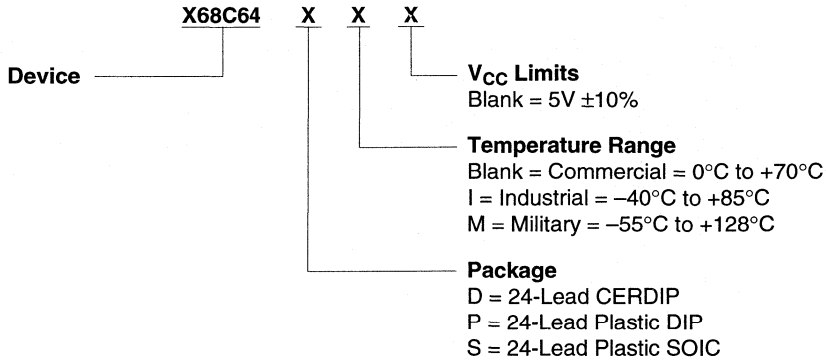 X68C64 X X X
Device
VCC Limits
Blank = 5V ±10%
Temperature Range
Blank = Commercial = 0°C to +70°C
I = Industrial = –40°C to +85°C
M = Military = –55°C to +128°C
Package
D = 24-Lead CERDIP
P = 24-Lead Plastic DIP
S = 24-Lead Plastic SOIC